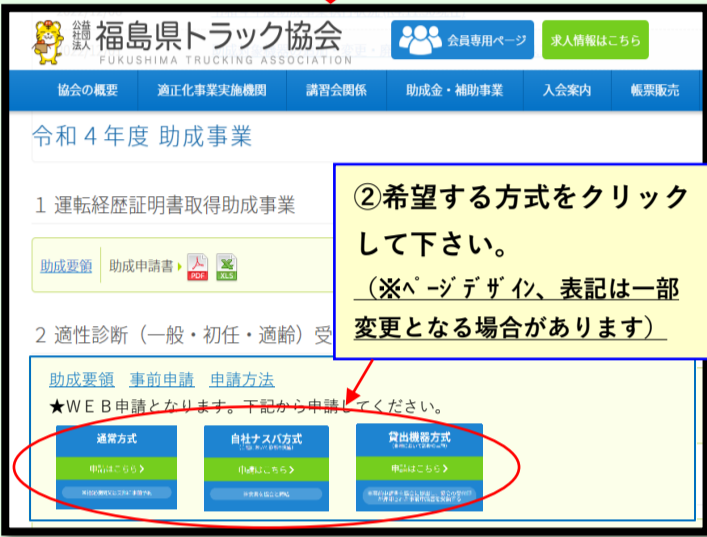 公益
社団
法人
福島県トラック協会
FUKUSHIMA TRUCKING ASSOCIATION
会員専用ページ
求人情報はこちら
協会の概要 適正化事業実施機関 講習会関係 助成金・補助事業 入会案内 帳票販売
令和4年度 助成事業
1 運転経歴証明書取得助成事業
助成要領 助成申請書 PDF XLS
②希望する方式をクリック
して下さい。
(※ページデザイン、表記は一部
変更となる場合があります)
2 適性診断(一般・初任・適齢)受
助成要領 事前申請 申請方法
★WEB申請となります。下記から申請してください。
通常方式 自社ナスバ方式 貸出機器方式
申請はこちら 申請はこちら 申請はこちら